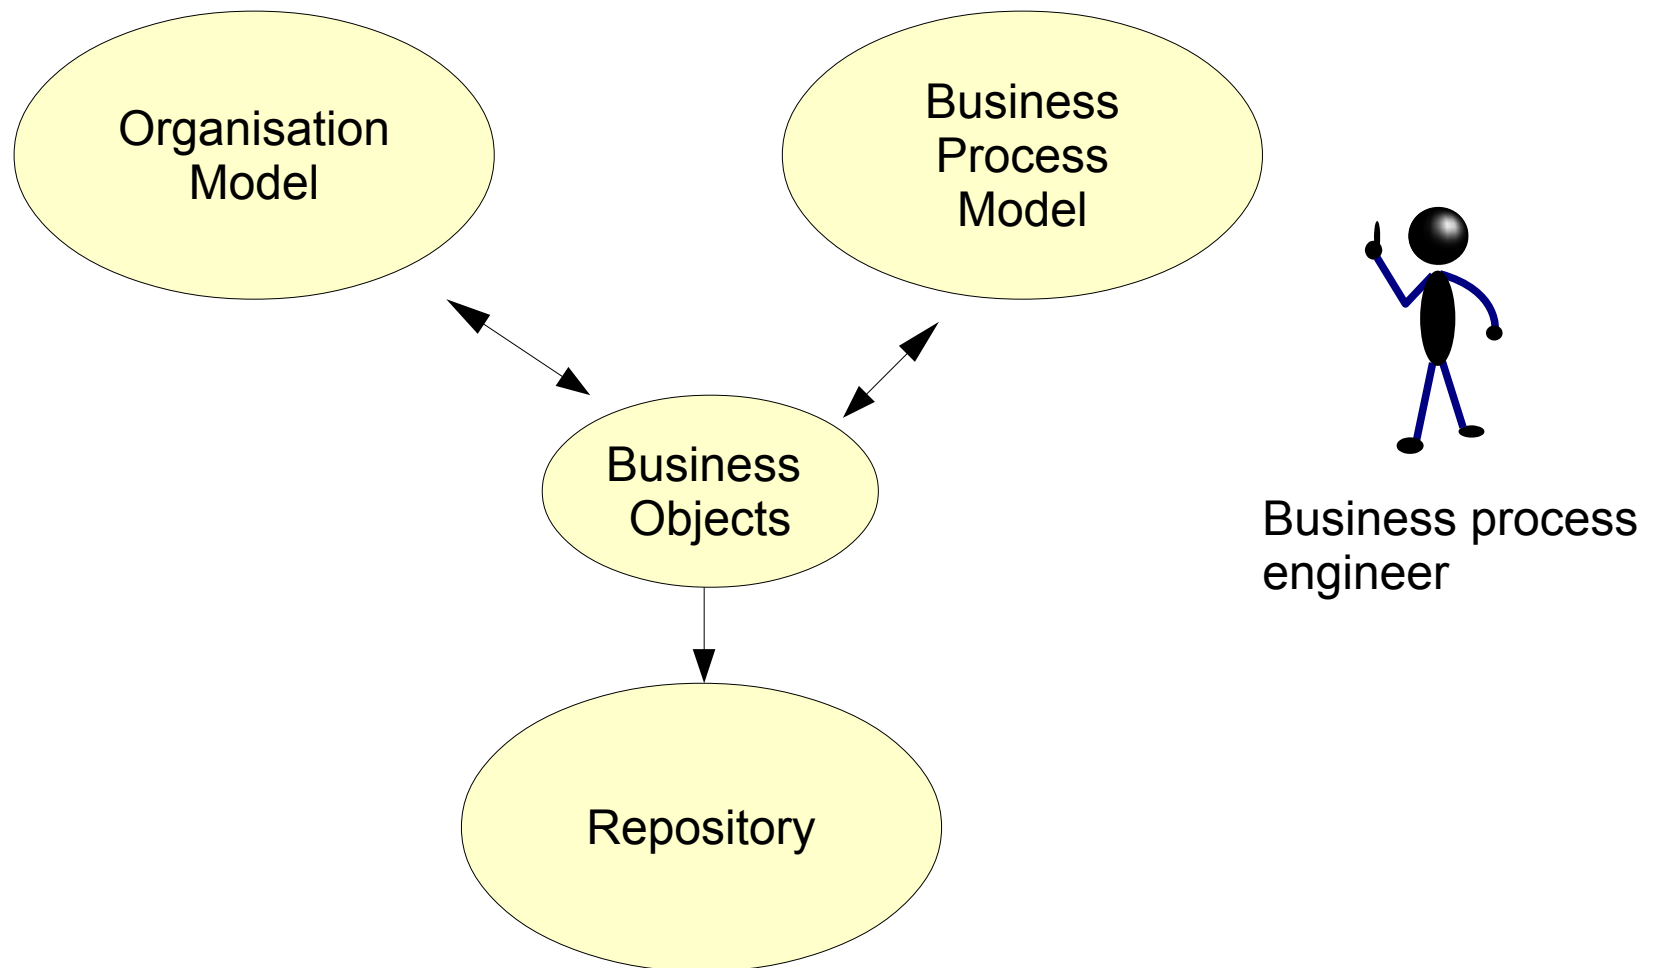 Organisation
Model
Business
Process
Model
Business
Objects
Business process
engineer
Repository